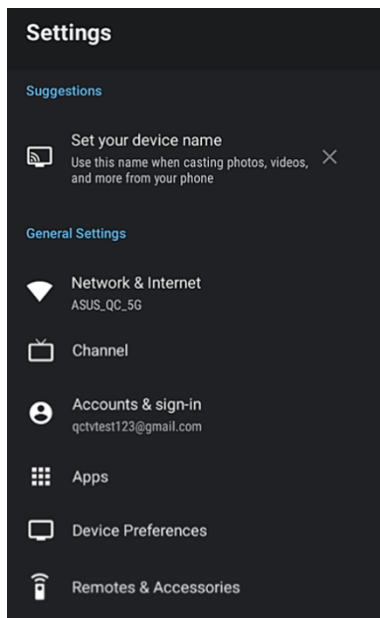 Settings
Suggestions
Set your device name
Use this name when casting photos, videos,
and more from your phone
General Settings
Network & Internet
ASUS_QC_5G
Channel
Accounts & sign-in
qctvtest123@gmail.com
Apps
Device Preferences
Remotes & Accessories